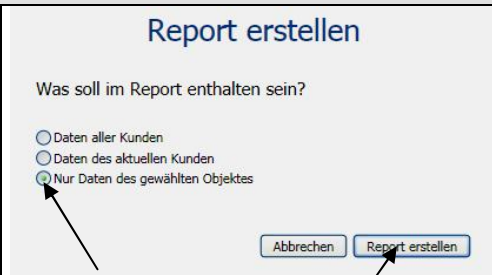 Report erstellen
Was soll im Report enthalten sein?
Daten aller Kunden
Daten des aktuellen Kunden
Nur Daten des gewählten Objektes
Abbrechen Report erstellen